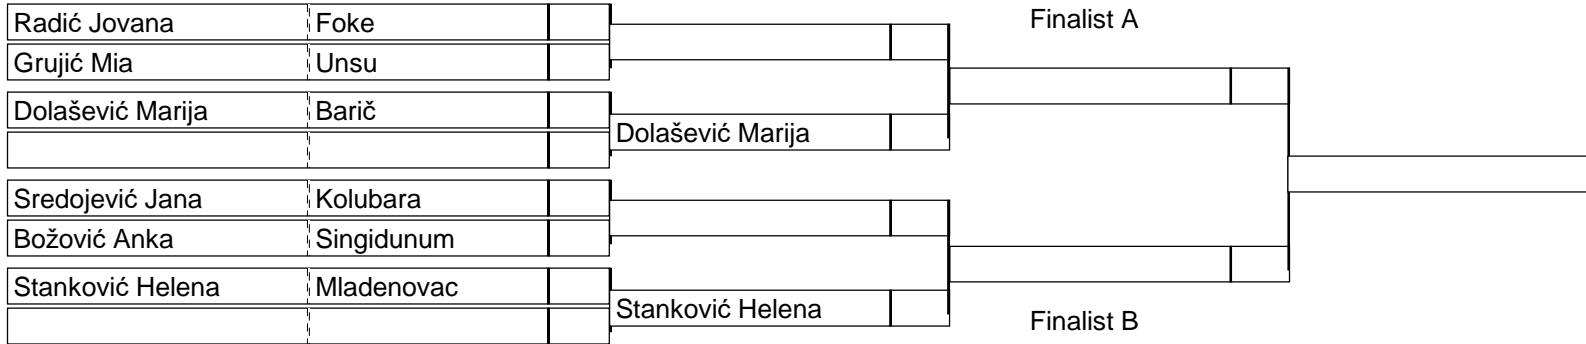 Radić Jovana Foke
Grujić Mia Unsu
Dolašević Marija Barič
Sredojević Jana Kolubara
Božović Anka Singidunum
Stanković Helena Mladenovac
Dolašević Marija
Stanković Helena
Finalist A
Finalist B